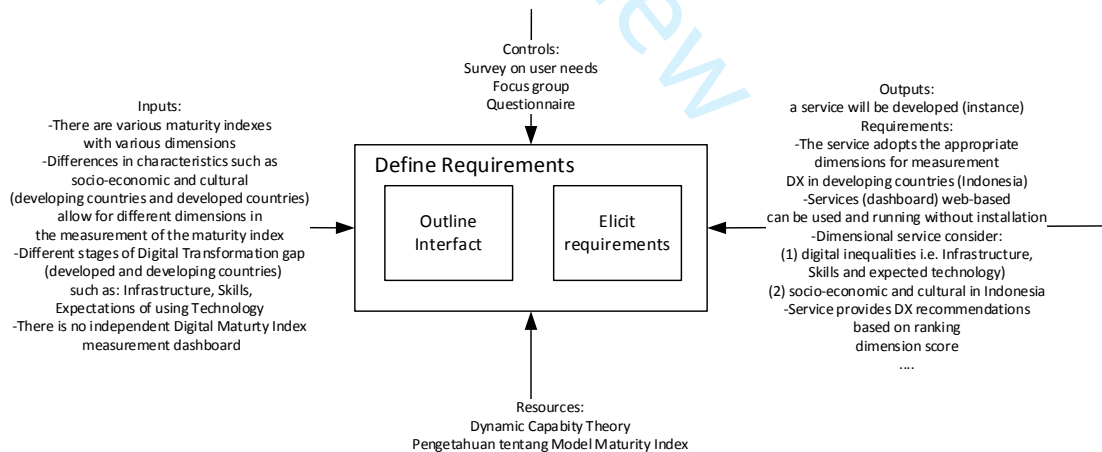 view
Controls:
Survey on user needs
Focus group
Questionnaire
Inputs:
-There are various maturity indexes
with various dimensions
-Differences in characteristics such as
socio-economic and cultural
(developing countries and developed countries)
allow for different dimensions in
the measurement of the maturity index
-Different stages of Digital Transformation gap
(developed and developing countries)
such as: Infrastructure, Skills,
Expectations of using Technology
-There is no independent Digital Maturty Index
measurement dashboard
Define Requirements
Outline
Interfact
Elicit
requirements
Outputs:
a service will be developed (instance)
Requirements:
-The service adopts the appropriate
dimensions for measurement
DX in developing countries (Indonesia)
-Services (dashboard) web-based
can be used and running without installation
-Dimensional service consider:
(1) digital inequalities i.e. Infrastructure,
Skills and expected technology)
(2) socio-economic and cultural in Indonesia
-Service provides DX recommendations
based on ranking
dimension score
....
Resources:
Dynamic Capabity Theory
Pengetahuan tentang Model Maturity Index